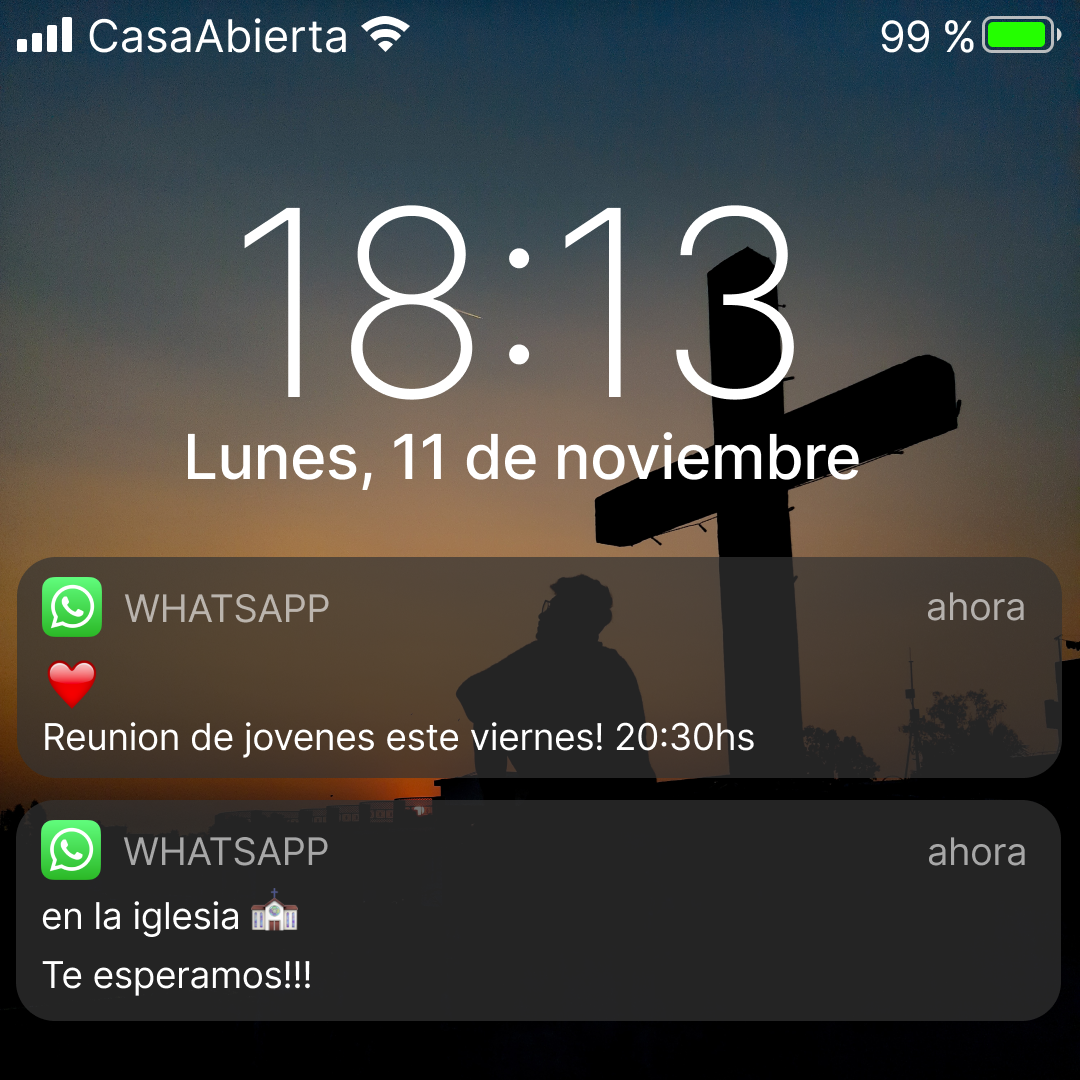 CasaAbierta
99 %
18:13
Lunes, 11 de noviembre
WHATSAPP
ahora
❤️
Reunion de jovenes este viernes! 20:30hs
WHATSAPP
ahora
en la iglesia ⛪
Te esperamos!!!